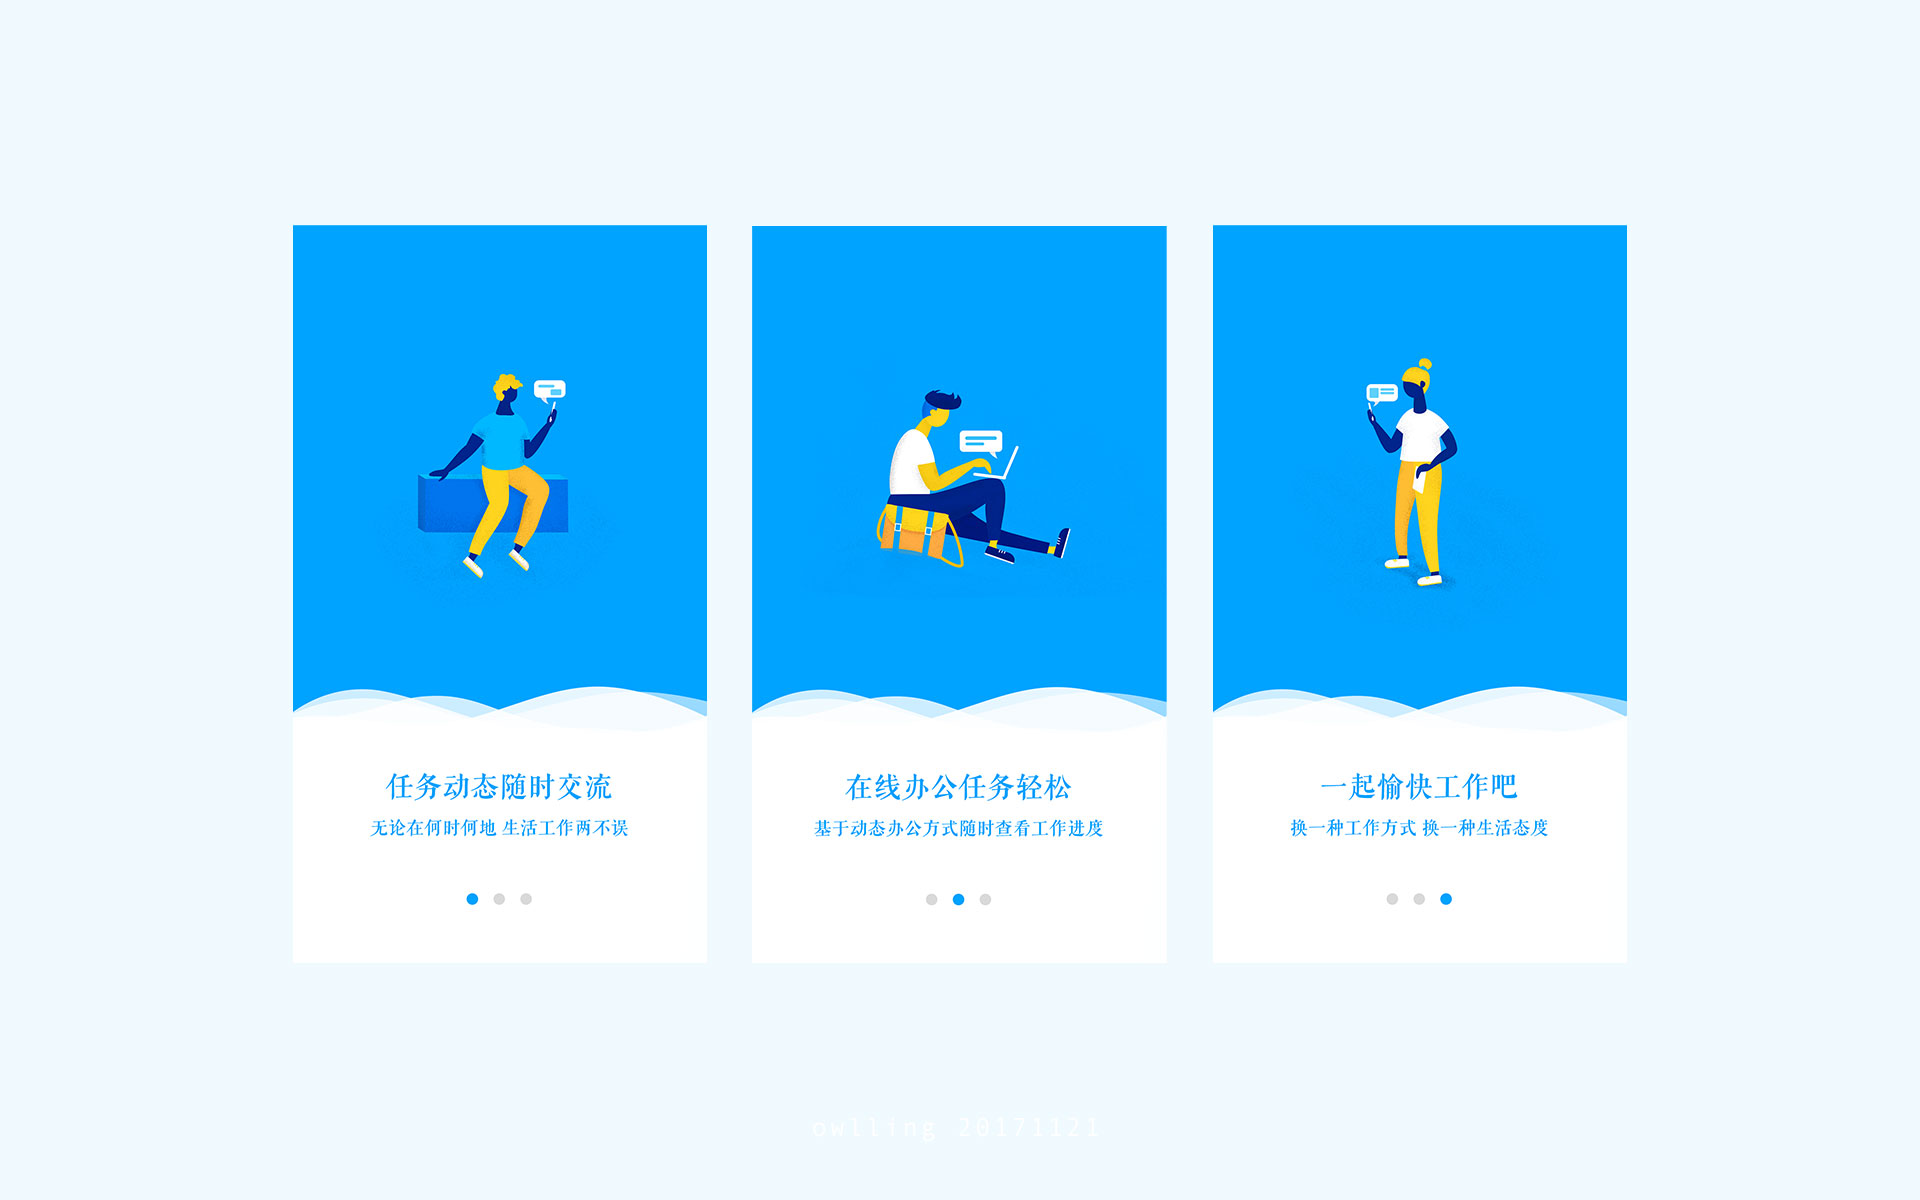 任务动态随时交流
无论在何时何地 生活工作两不误
在线办公任务轻松
基于动态办公方式随时查看工作进度
一起愉快工作吧
换一种工作方式 换一种生活态度
owlling 20171121